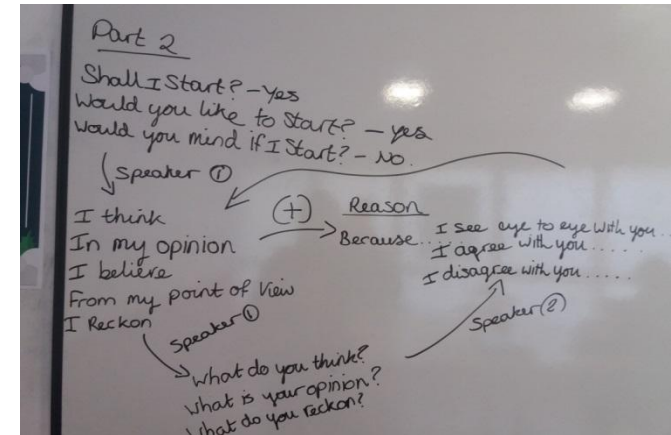 Part 2
Shall I Start? - Yes
Would you like to Start? - yes
Would you mind if I Start? - No.
Speaker ①
I think
In my opinion
I believe
From my point of View
I Reckon
(+)
Reason
Because...
I see eye to eye with you...
I agree with you.....
I disagree with you.....
Speaker ①
What do you think?
What is your opinion?
What do you reckon?
Speaker (2)